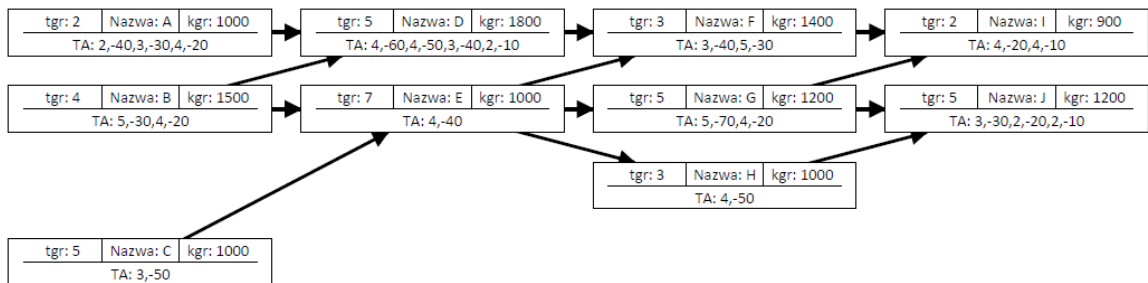 tgr: 2 Nazwa: A kgr: 1000
TA: 2,-40,3,-30,4,-20
tgr: 5 Nazwa: D kgr: 1800
TA: 4,-60,4,-50,3,-40,2,-10
tgr: 3 Nazwa: F kgr: 1400
TA: 3,-40,5,-30
tgr: 2 Nazwa: I kgr: 900
TA: 4,-20,4,-10
tgr: 4 Nazwa: B kgr: 1500
TA: 5,-30,4,-20
tgr: 7 Nazwa: E kgr: 1000
TA: 4,-40
tgr: 5 Nazwa: G kgr: 1200
TA: 5,-70,4,-20
tgr: 5 Nazwa: J kgr: 1200
TA: 3,-30,2,-20,2,-10
tgr: 3 Nazwa: H kgr: 1000
TA: 4,-50
tgr: 5 Nazwa: C kgr: 1000
TA: 3,-50